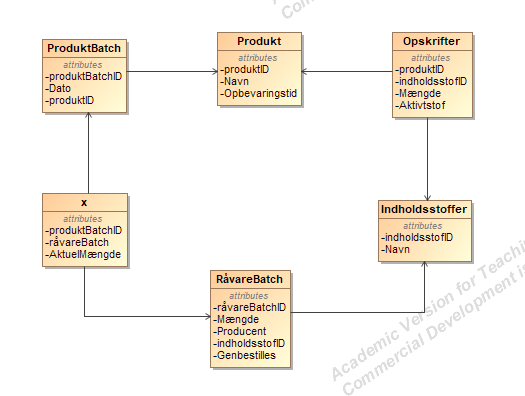 Commercial Development i
ProduktBatch
attributes
-produktBatchID
-Dato
-produktID
Produkt
attributes
-produktID
-Navn
-Opbevaringstid
Opskrifter
attributes
-produktID
-indholdsstofID
-Mængde
-Aktivtstof
x
attributes
-produktBatchID
-råvareBatch
-AktuelMængde
Indholdsstoffer
attributes
-indholdsstofID
-Navn
RåvareBatch
attributes
-råvareBatchID
-Mængde
-Producent
-indholdsstofID
-Genbestilles
Academic Version for Teaching
Commercial Development is